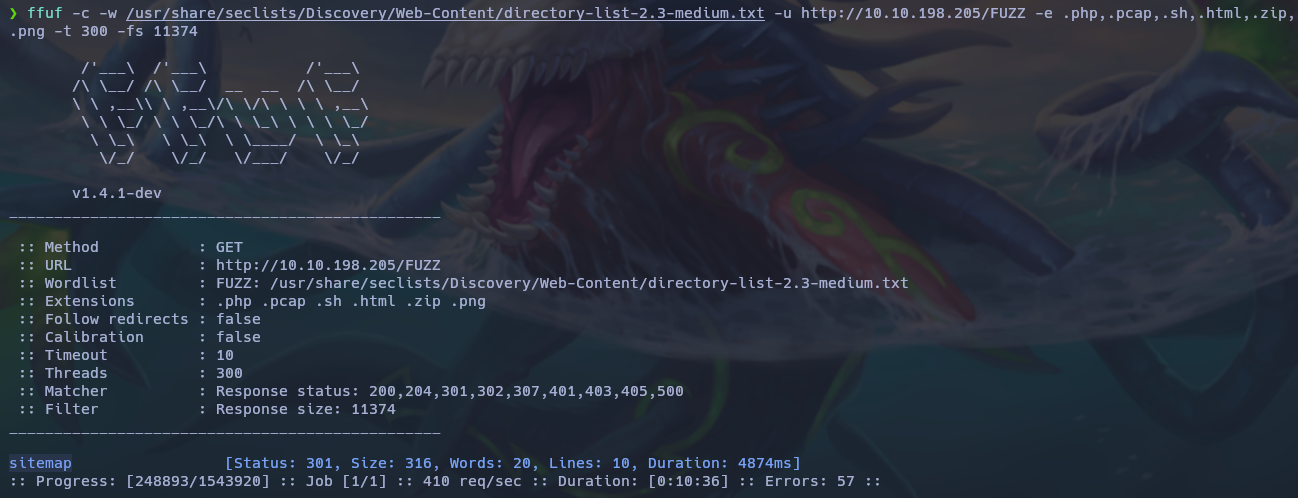 ❯ ffuf -c -w /usr/share/seclists/Discovery/Web-Content/directory-list-2.3-medium.txt -u http://10.10.198.205/FUZZ -e .php,.pcap,.sh,.html,.zip,
.png -t 300 -fs 11374
        /'___\  /'___\           /'___\
       /\ \__/ /\ \__/  __  __  /\ \__/
       \ \ ,__\\ \ ,__\/\ \/\ \ \ \ ,__\
        \ \ \_/ \ \ \_/\ \ \_\ \ \ \ \_/
         \ \_\   \ \_\  \ \____/  \ \_\
          \/_/    \/_/   \/___/    \/_/
       v1.4.1-dev
________________________________________________
 :: Method           : GET
 :: URL              : http://10.10.198.205/FUZZ
 :: Wordlist         : FUZZ: /usr/share/seclists/Discovery/Web-Content/directory-list-2.3-medium.txt
 :: Extensions       : .php .pcap .sh .html .zip .png
 :: Follow redirects : false
 :: Calibration      : false
 :: Timeout          : 10
 :: Threads          : 300
 :: Matcher          : Response status: 200,204,301,302,307,401,403,405,500
 :: Filter           : Response size: 11374
________________________________________________
sitemap                 [Status: 301, Size: 316, Words: 20, Lines: 10, Duration: 4874ms]
:: Progress: [248893/1543920] :: Job [1/1] :: 410 req/sec :: Duration: [0:10:36] :: Errors: 57 ::